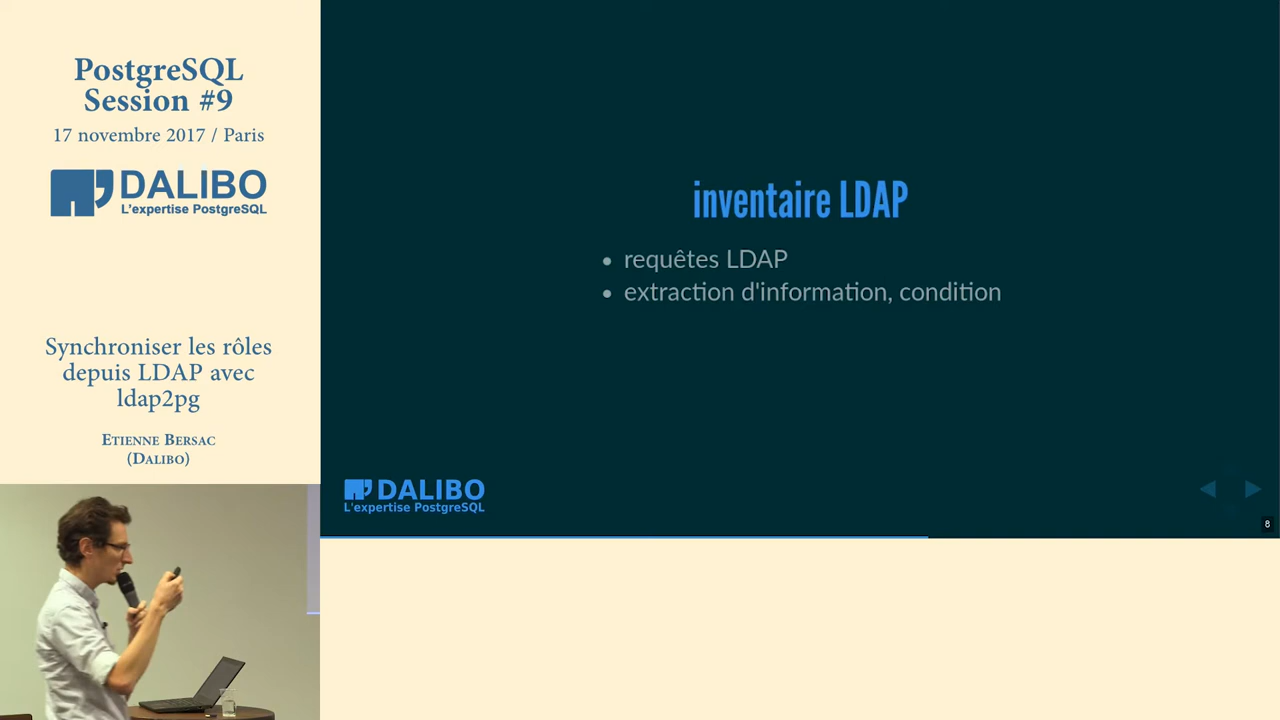 PostgreSQL
Session #9
17 novembre 2017 / Paris
DALIBO
L'expertise PostgreSQL
Synchroniser les rôles
depuis LDAP avec
ldap2pg
Etienne Bersac
(Dalibo)
inventaire LDAP
• requêtes LDAP
• extraction d'information, condition
DALIBO
L'expertise PostgreSQL
8